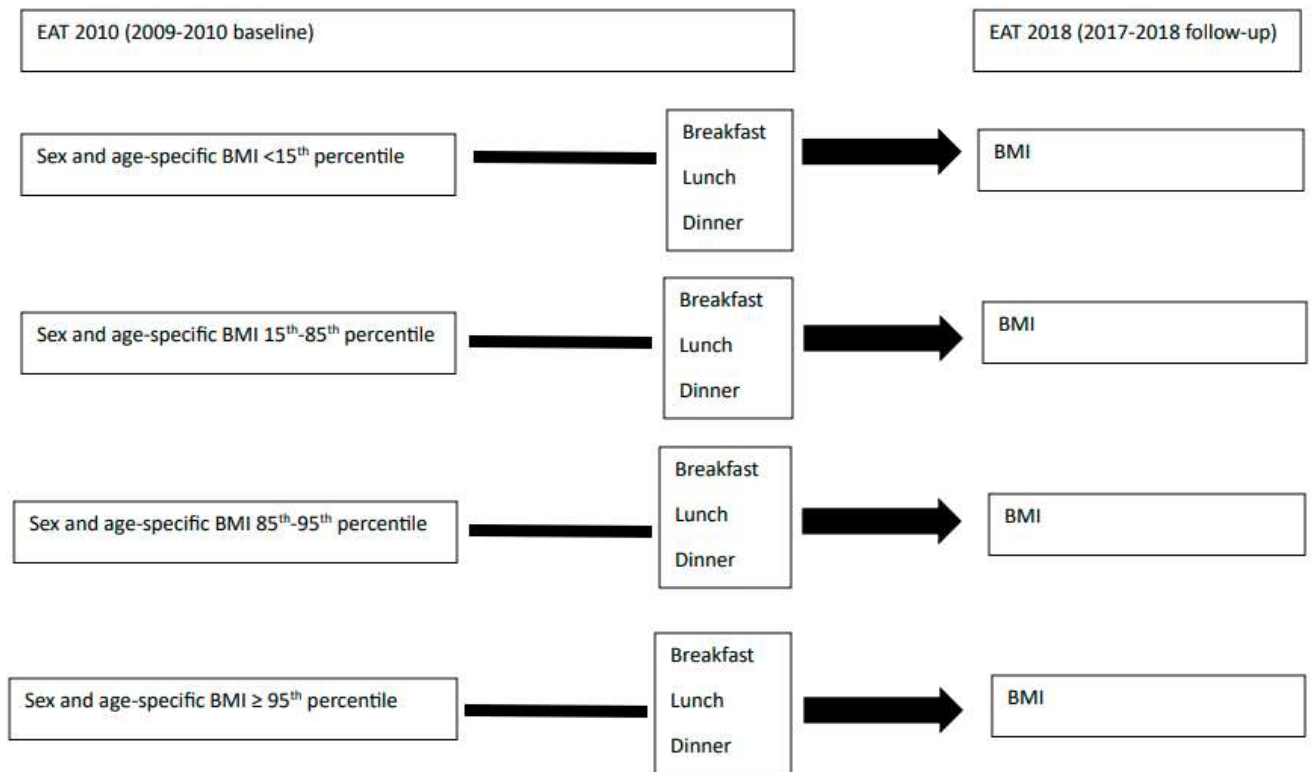 EAT 2010 (2009-2010 baseline)
EAT 2018 (2017-2018 follow-up)
Sex and age-specific BMI <15th percentile
Breakfast
Lunch
Dinner
BMI
Sex and age-specific BMI 15th-85th percentile
Breakfast
Lunch
Dinner
BMI
Sex and age-specific BMI 85th-95th percentile
Breakfast
Lunch
Dinner
BMI
Sex and age-specific BMI ≥ 95th percentile
Breakfast
Lunch
Dinner
BMI